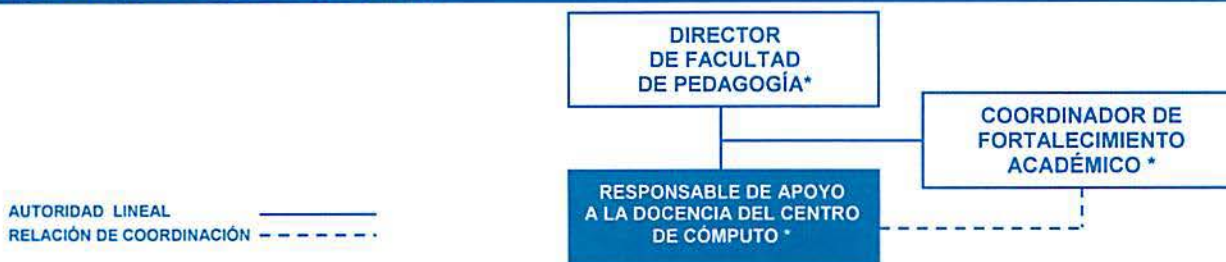 DIRECTOR
DE FACULTAD
DE PEDAGOGÍA*
COORDINADOR DE
FORTALECIMIENTO
ACADÉMICO *
RESPONSABLE DE APOYO
A LA DOCENCIA DEL CENTRO
DE CÓMPUTO *
AUTORIDAD LINEAL
RELACIÓN DE COORDINACIÓN